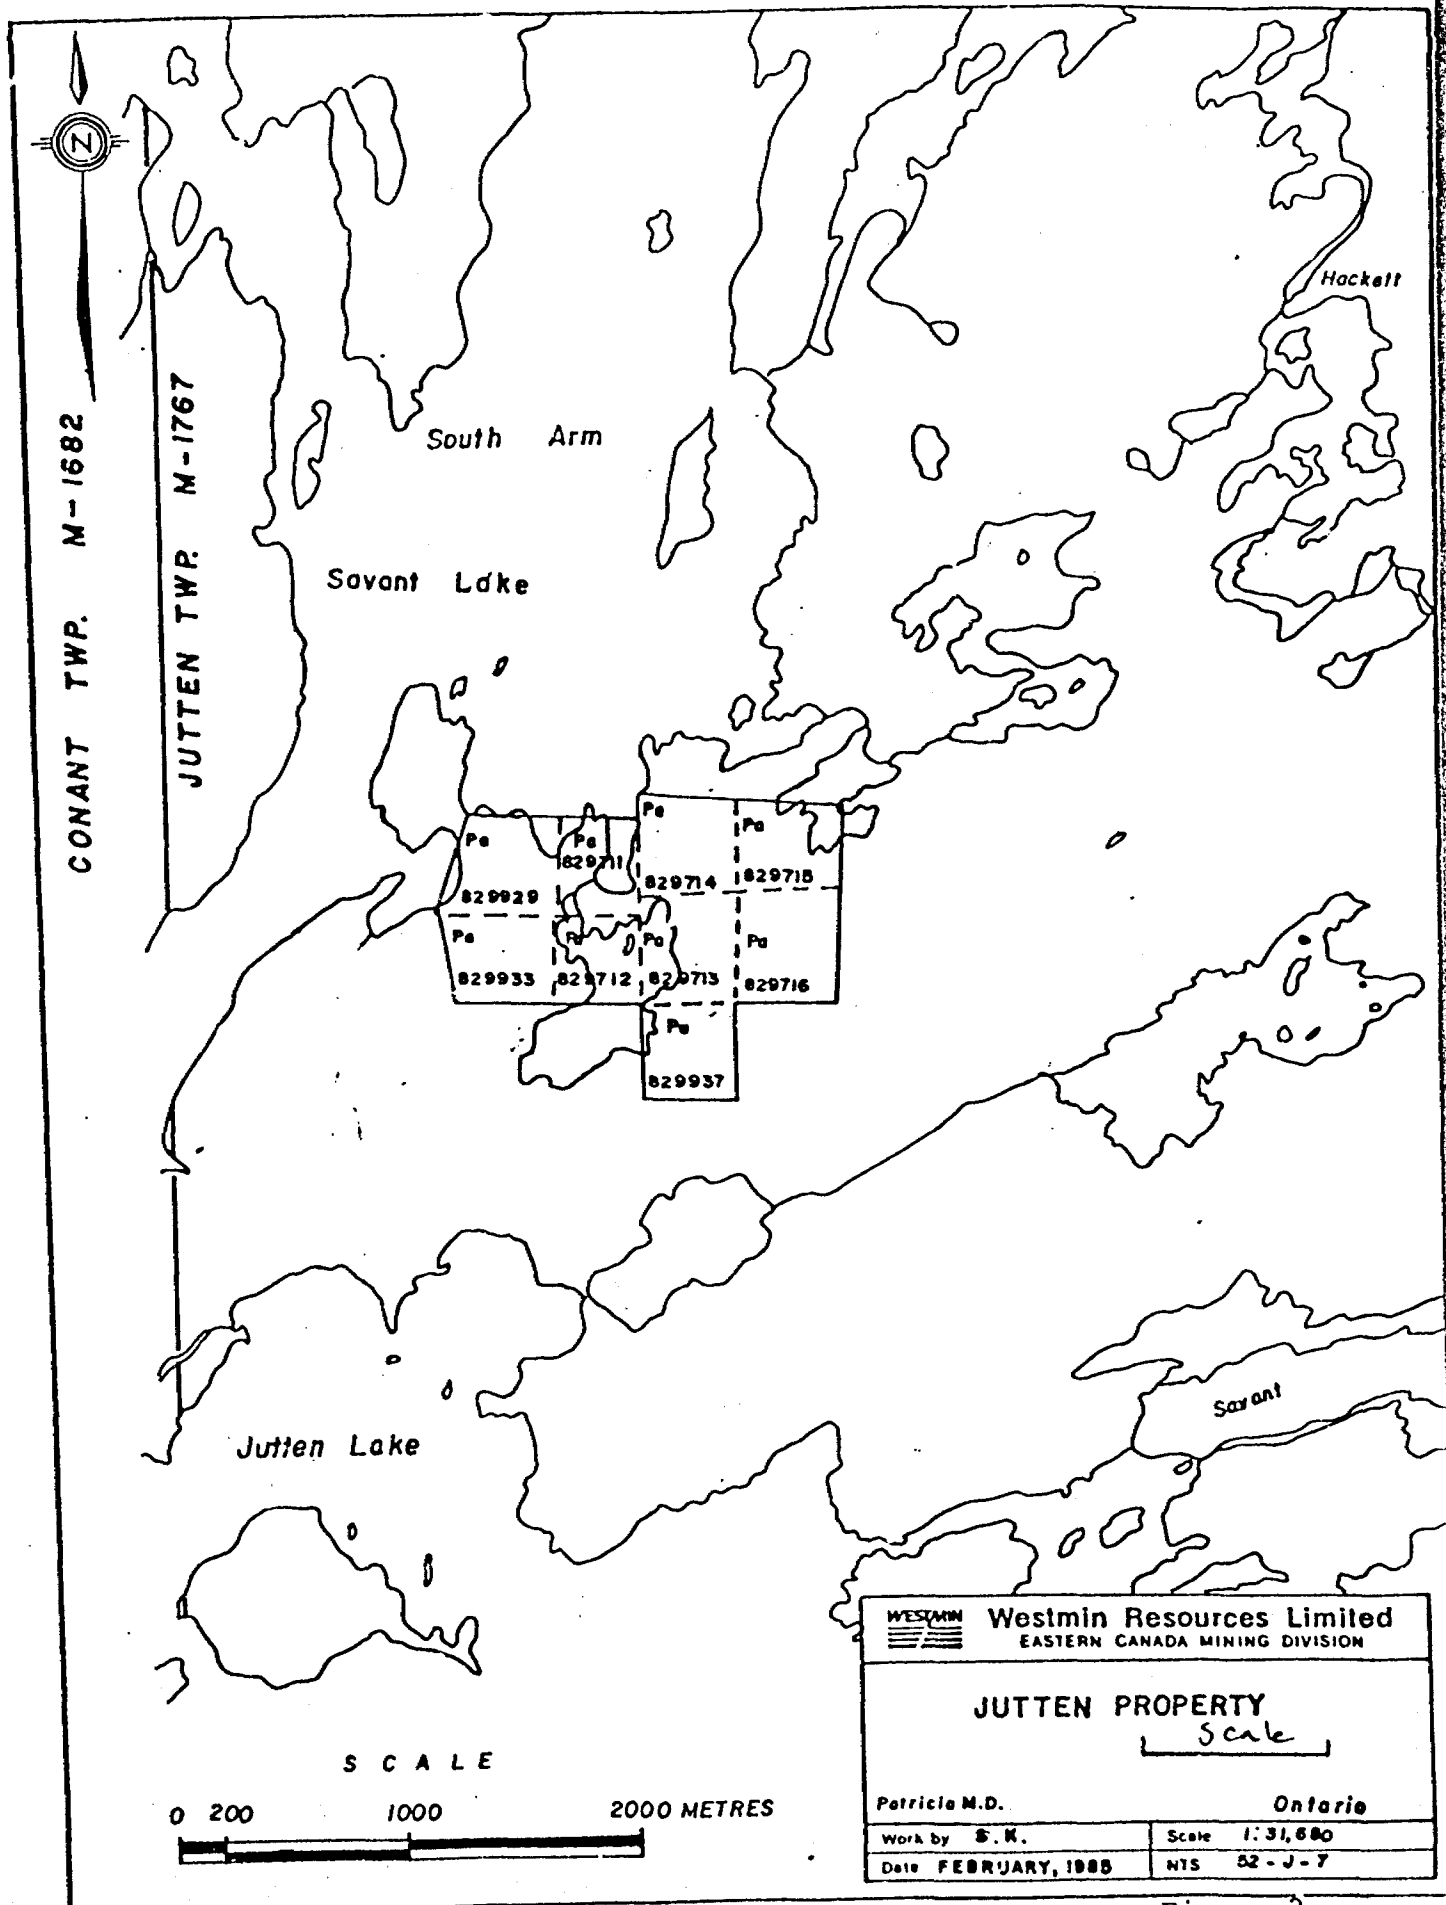 N
Hackett
CONANT TWP. M-1682
JUTTEN TWP. M-1767
South Arm
Savant Lake
Pa
829929
Pa
829711
Pa
829714
Pa
829715
Pa
829933
Pa
829712
Pa
829713
Pa
829716
Pa
829937
Savant
Jutten Lake
WESTMIN
Westmin Resources Limited
EASTERN CANADA MINING DIVISION
JUTTEN PROPERTY
Scale
Patricia M.D. Ontario
Work by S.K. Scale 1:31,680
Date FEBRUARY, 1985 NTS 52-J-7
SCALE
0 200 1000 2000 METRES